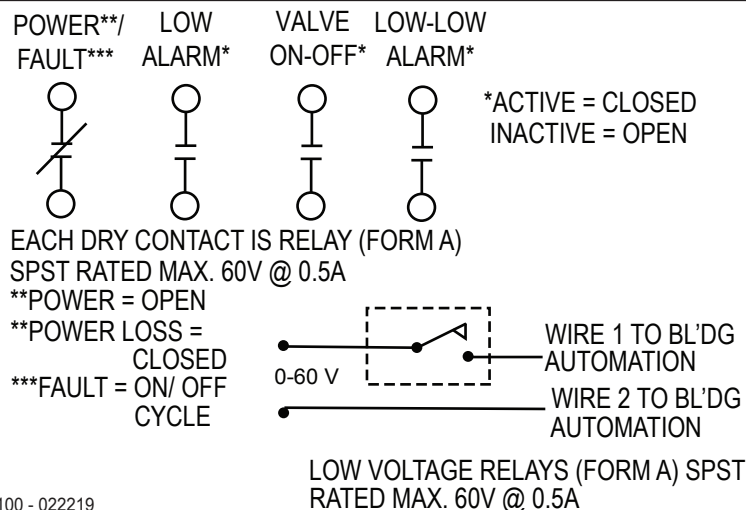 POWER**/ LOW VALVE LOW-LOW
FAULT*** ALARM* ON-OFF* ALARM*
*ACTIVE = CLOSED
INACTIVE = OPEN
EACH DRY CONTACT IS RELAY (FORM A)
SPST RATED MAX. 60V @ 0.5A
**POWER = OPEN
**POWER LOSS =
CLOSED
***FAULT = ON/ OFF
CYCLE
0-60 V
WIRE 1 TO BL'DG
AUTOMATION
WIRE 2 TO BL'DG
AUTOMATION
LOW VOLTAGE RELAYS (FORM A) SPST
RATED MAX. 60V @ 0.5A
100 - 022219